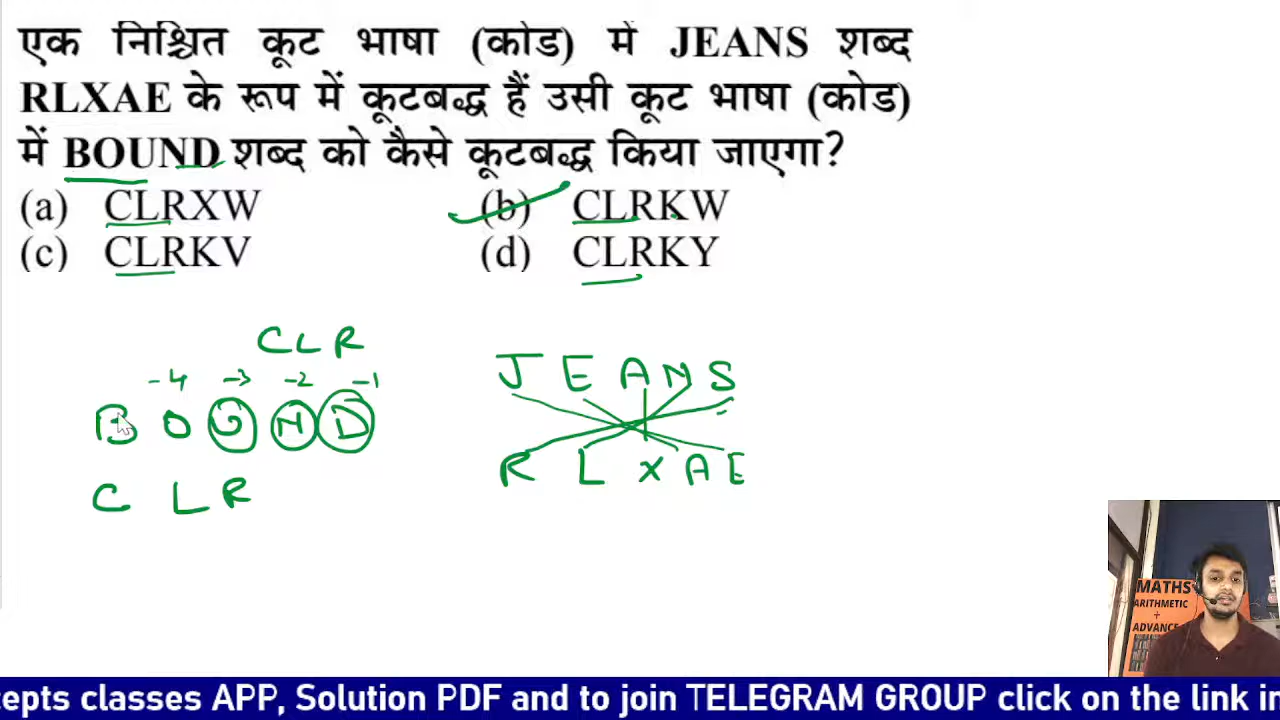 एक निश्चित कूट भाषा (कोड) में JEANS शब्द
RLXAE के रूप में कूटबद्ध हैं उसी कूट भाषा (कोड)
में BOUND शब्द को कैसे कूटबद्ध किया जाएगा?
(a) CLRXW (b) CLRKW
(c) CLRKV (d) CLRKY
CLR
-4 -3 -2 -1
B O U N D
C L R
J E A N S
R L X A E
MATHS
ARITHMETIC
+
ADVANCE
cepts classes APP, Solution PDF and to join TELEGRAM GROUP click on the link in